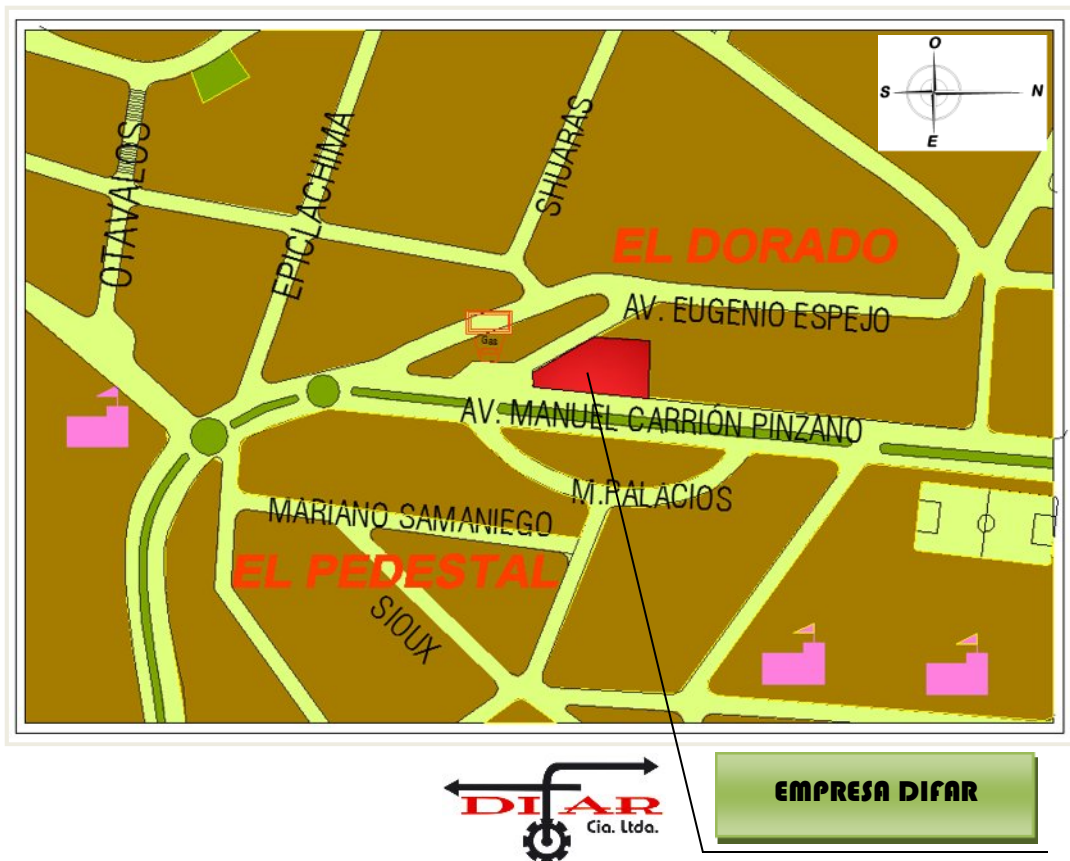 O
S
N
E
OTAVALOS
EPICLACHIMA
SHUARAS
EL DORADO
AV. EUGENIO ESPEJO
Gas
AV. MANUEL CARRIÓN PINZANO
M.PALACIOS
MARIANO SAMANIEGO
EL PEDESTAL
SIOUX
DIFAR
Cia. Ltda.
EMPRESA DIFAR